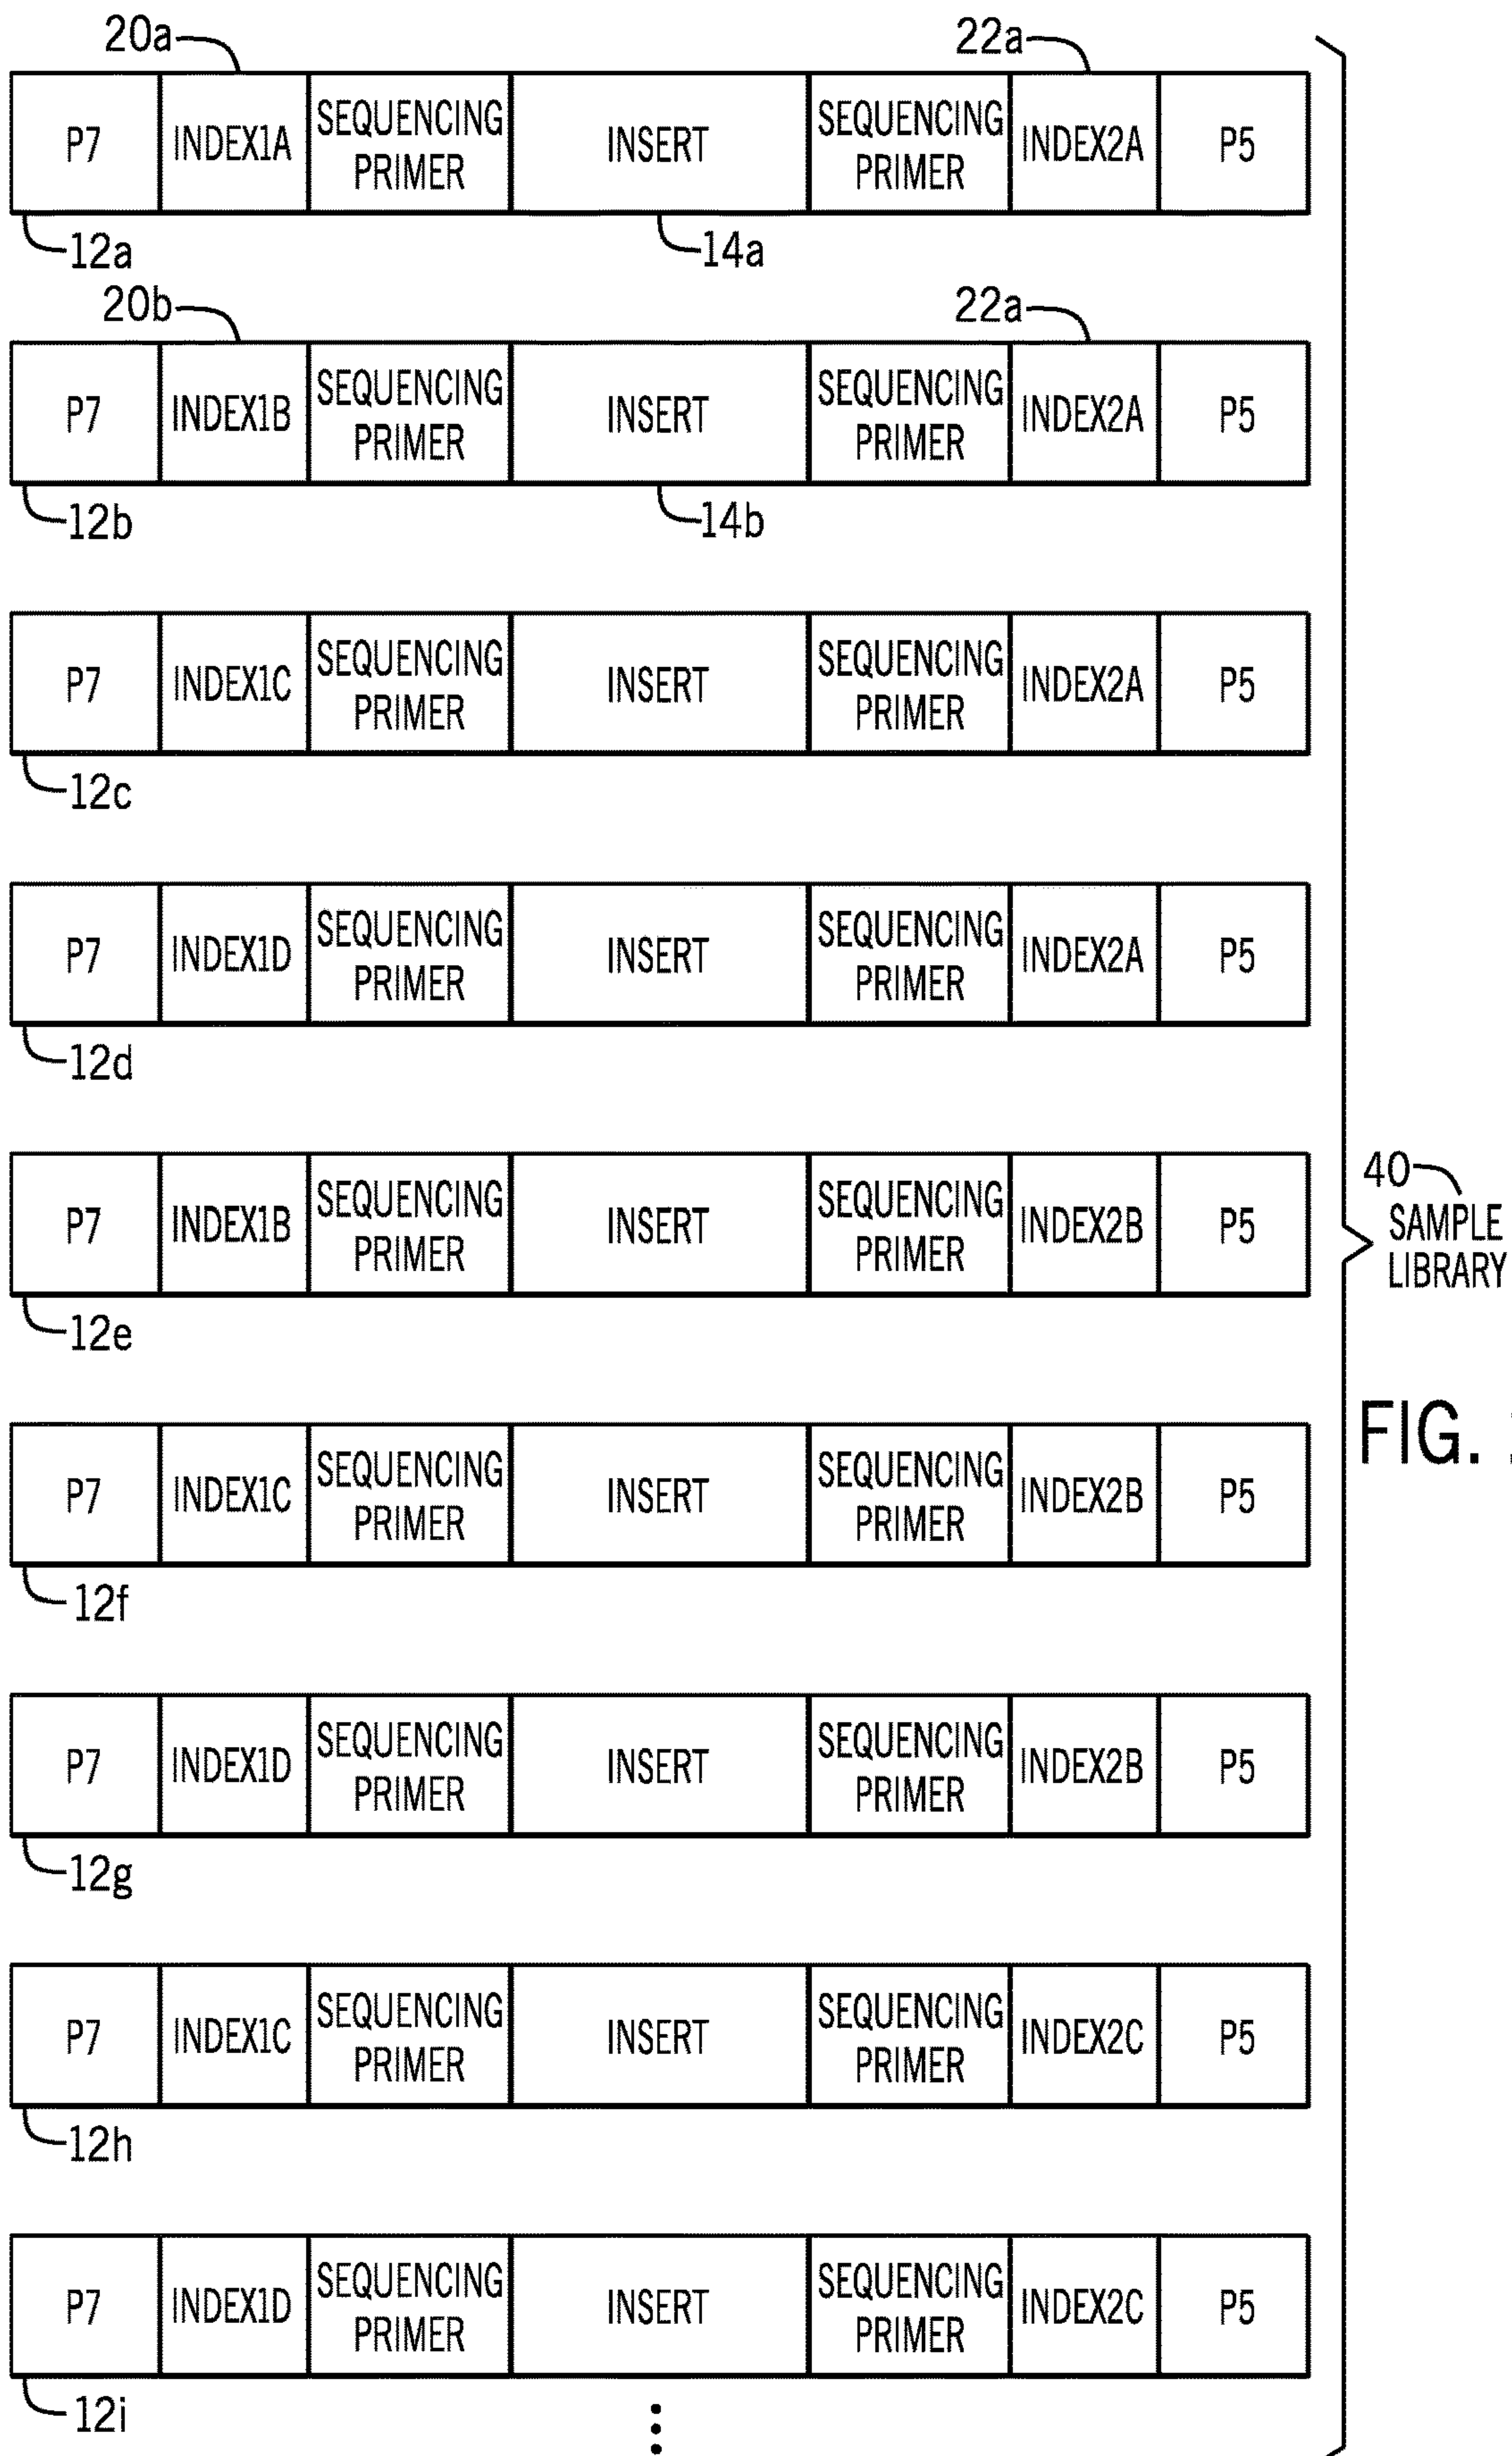 20a 22a
P7 INDEX1A SEQUENCING PRIMER INSERT SEQUENCING PRIMER INDEX2A P5
12a 14a
20b 22a
P7 INDEX1B SEQUENCING PRIMER INSERT SEQUENCING PRIMER INDEX2A P5
12b 14b
P7 INDEX1C SEQUENCING PRIMER INSERT SEQUENCING PRIMER INDEX2A P5
12c
P7 INDEX1D SEQUENCING PRIMER INSERT SEQUENCING PRIMER INDEX2A P5
12d
P7 INDEX1B SEQUENCING PRIMER INSERT SEQUENCING PRIMER INDEX2B P5
12e
40
SAMPLE
LIBRARY
P7 INDEX1C SEQUENCING PRIMER INSERT SEQUENCING PRIMER INDEX2B P5
12f
FIG.
P7 INDEX1D SEQUENCING PRIMER INSERT SEQUENCING PRIMER INDEX2B P5
12g
P7 INDEX1C SEQUENCING PRIMER INSERT SEQUENCING PRIMER INDEX2C P5
12h
P7 INDEX1D SEQUENCING PRIMER INSERT SEQUENCING PRIMER INDEX2C P5
12i